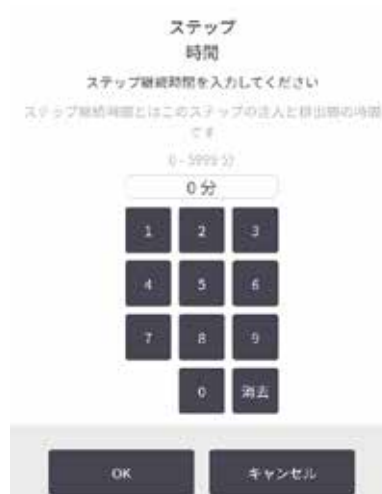 ステップ
時間
ステップ継続時間を入力してください
ステップ継続時間とはこのステップの注入と排出間の時間
です
0 - 5999 分
0 分
1 2 3
4 5 6
7 8 9
0 消去
OK キャンセル